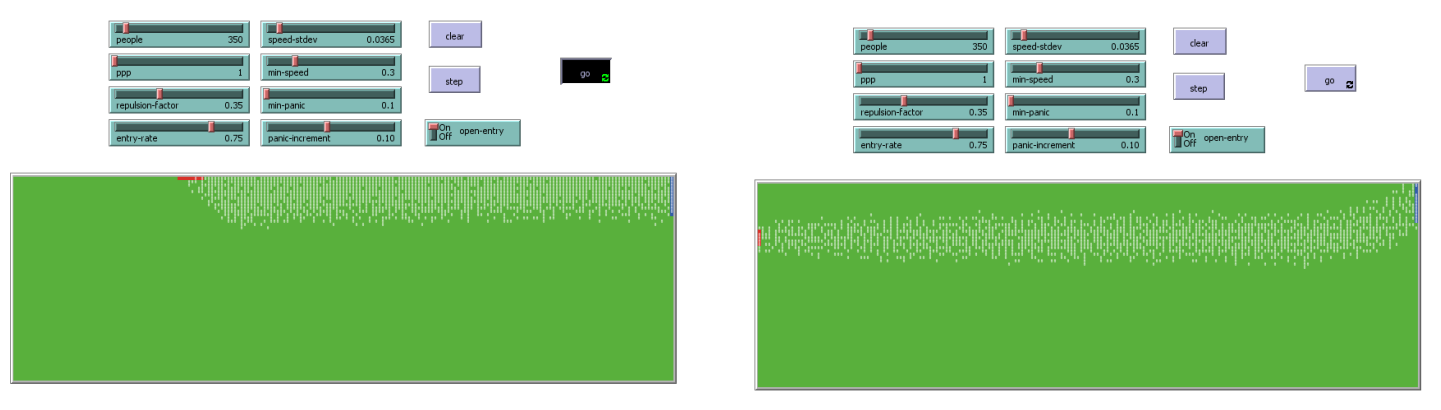 people 350 speed-stdev 0.0365 clear
ppp 1 min-speed 0.3 step go
repulsion-factor 0.35 min-panic 0.1
entry-rate 0.75 panic-increment 0.10 On Off open-entry
people 350 speed-stdev 0.0365 clear
ppp 1 min-speed 0.3 step go
repulsion-factor 0.35 min-panic 0.1
entry-rate 0.75 panic-increment 0.10 On Off open-entry